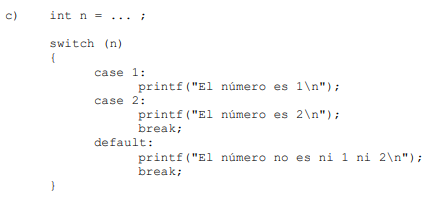 c) int n = ... ;
switch (n)
{
case 1:
printf("El número es 1\n");
case 2:
printf("El número es 2\n");
break;
default:
printf("El número no es ni 1 ni 2\n");
break;
}